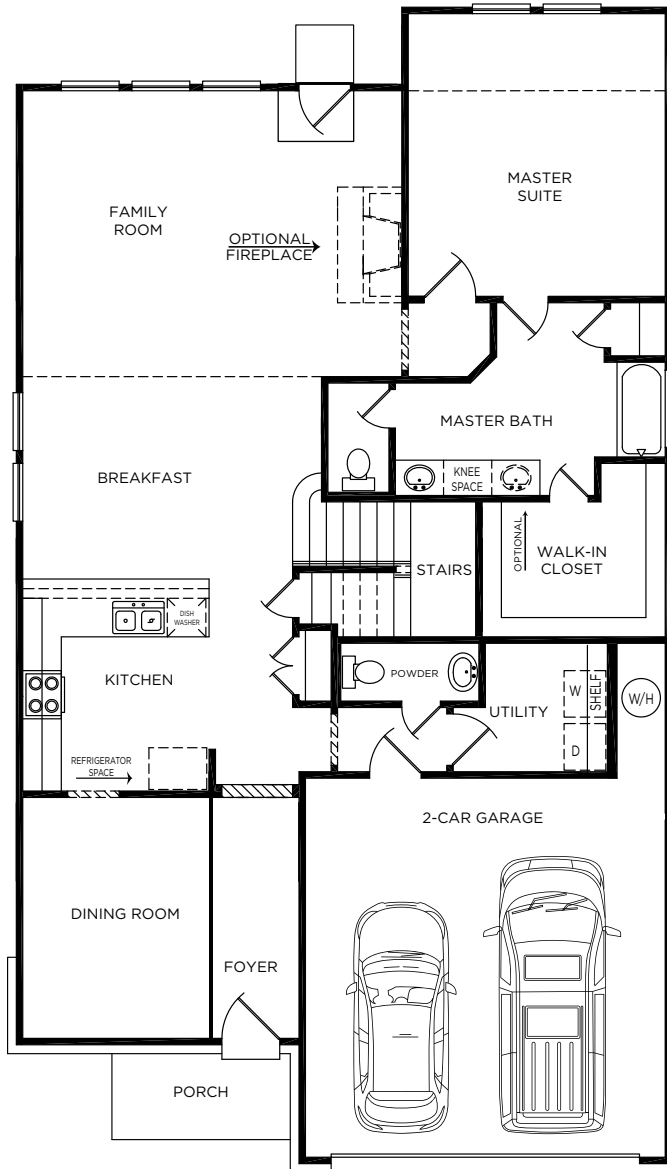 MASTER
SUITE
FAMILY
ROOM
OPTIONAL
FIREPLACE
MASTER BATH
KNEE
SPACE
BREAKFAST
OPTIONAL
WALK-IN
CLOSET
STAIRS
DISH
WASHER
KITCHEN
POWDER
UTILITY
W
SHELF
W/H
D
REFRIGERATOR
SPACE
2-CAR GARAGE
DINING ROOM
FOYER
PORCH